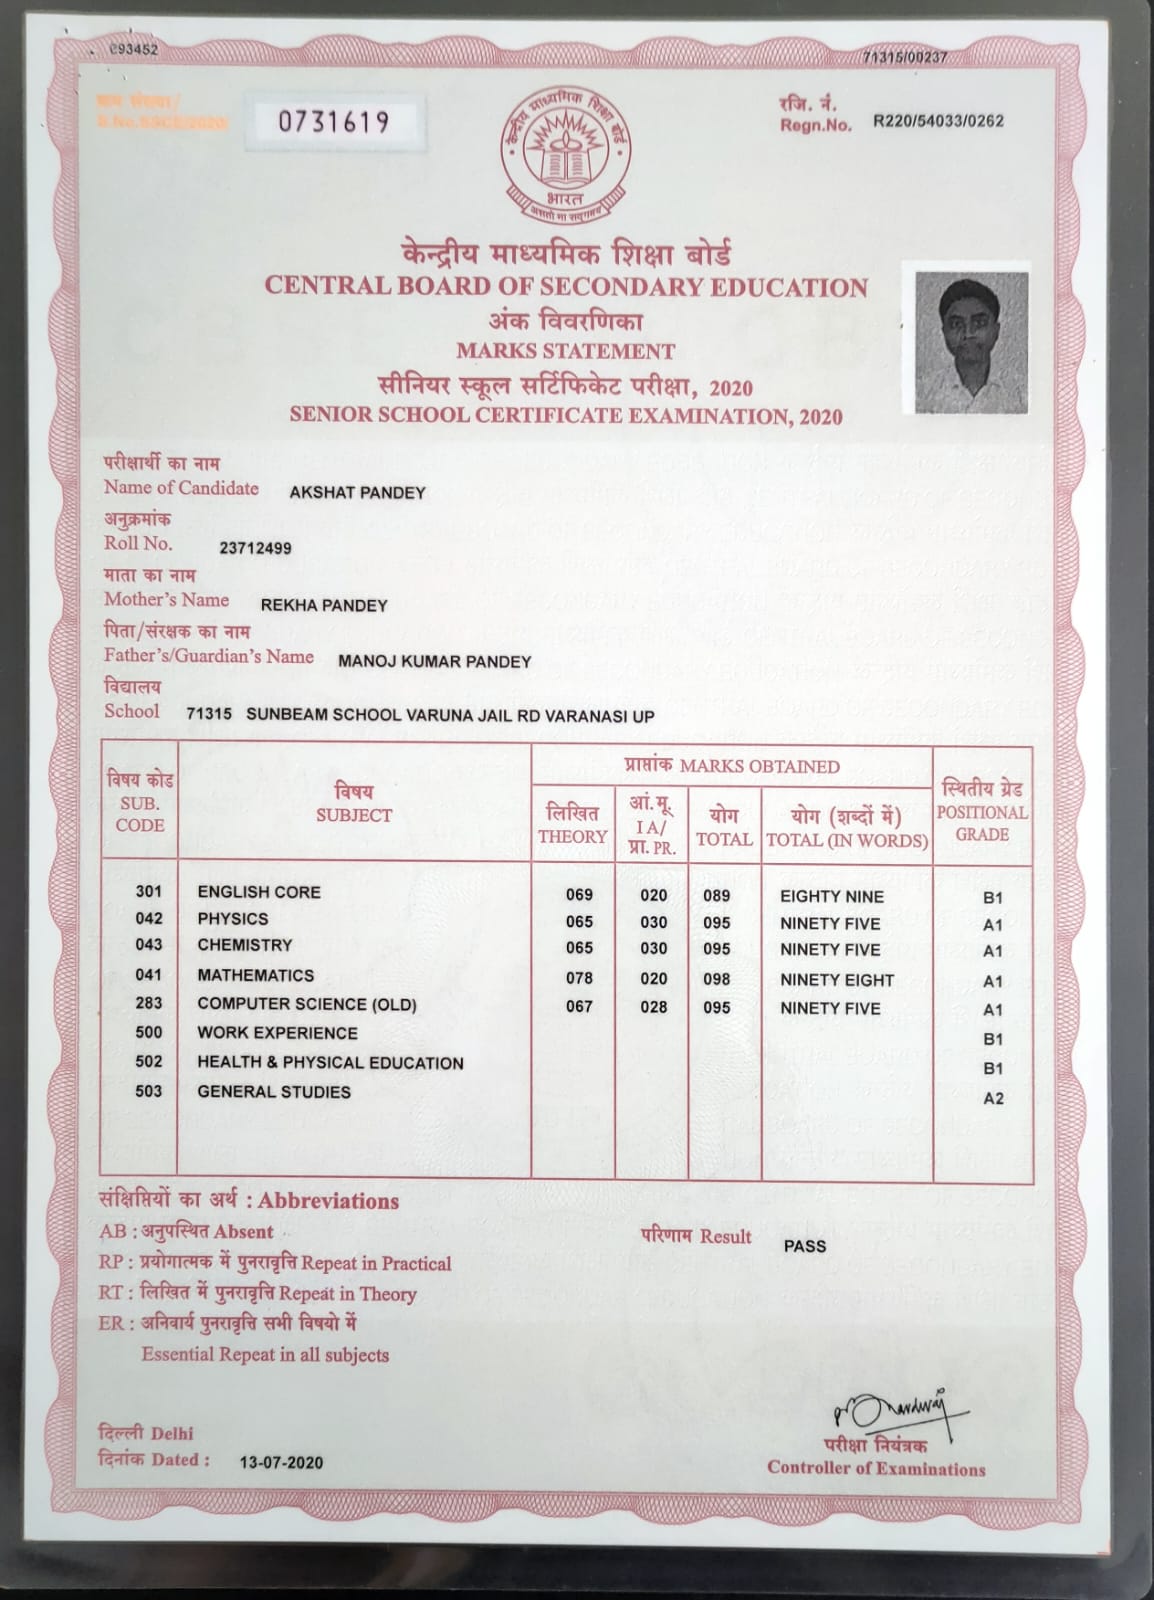 093452
71315/00237
क्रम संख्या/
S.No.SSCE/2020/
0731619
रजि. नं.
Regn.No. R220/54033/0262
केन्द्रीय माध्यमिक शिक्षा बोर्ड
भारत
असतो मा सद्गमय
केन्द्रीय माध्यमिक शिक्षा बोर्ड
CENTRAL BOARD OF SECONDARY EDUCATION
अंक विवरणिका
MARKS STATEMENT
सीनियर स्कूल सर्टिफिकेट परीक्षा, 2020
SENIOR SCHOOL CERTIFICATE EXAMINATION, 2020
परीक्षार्थी का नाम
Name of Candidate AKSHAT PANDEY
अनुक्रमांक
Roll No. 23712499
माता का नाम
Mother's Name REKHA PANDEY
पिता/संरक्षक का नाम
Father's/Guardian's Name MANOJ KUMAR PANDEY
विद्यालय
School 71315 SUNBEAM SCHOOL VARUNA JAIL RD VARANASI UP
विषय कोड
SUB.
CODE
विषय
SUBJECT
प्राप्तांक MARKS OBTAINED
लिखित
THEORY
आं.मू.
I A/
प्रा. PR.
योग
TOTAL
योग (शब्दों में)
TOTAL (IN WORDS)
स्थितीय ग्रेड
POSITIONAL
GRADE
301 ENGLISH CORE 069 020 089 EIGHTY NINE B1
042 PHYSICS 065 030 095 NINETY FIVE A1
043 CHEMISTRY 065 030 095 NINETY FIVE A1
041 MATHEMATICS 078 020 098 NINETY EIGHT A1
283 COMPUTER SCIENCE (OLD) 067 028 095 NINETY FIVE A1
500 WORK EXPERIENCE B1
502 HEALTH & PHYSICAL EDUCATION B1
503 GENERAL STUDIES A2
संक्षिप्तियों का अर्थ : Abbreviations
AB : अनुपस्थित Absent
परिणाम Result PASS
RP : प्रयोगात्मक में पुनरावृत्ति Repeat in Practical
RT : लिखित में पुनरावृत्ति Repeat in Theory
ER : अनिवार्य पुनरावृत्ति सभी विषयो में
Essential Repeat in all subjects
दिल्ली Delhi
दिनांक Dated : 13-07-2020
परीक्षा नियंत्रक
Controller of Examinations